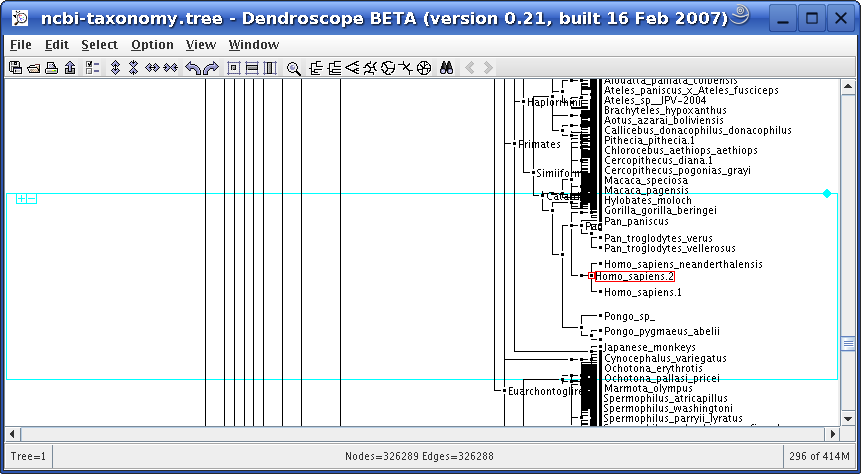 ncbi-taxonomy.tree - Dendroscope BETA (version 0.21, built 16 Feb 2007)
File Edit Select Option View Window
Alouatta_palliata_coibensis
Ateles_paniscus_x_Ateles_fusciceps
Haplorrhini
Ateles_sp__JPV-2004
Brachyteles_hypoxanthus
Aotus_azarai_boliviensis
Callicebus_donacophilus_donacophilus
Primates
Pithecia_pithecia.1
Chlorocebus_aethiops_aethiops
Cercopithecus_diana.1
Simiiform
Cercopithecus_pogonias_grayi
Macaca_speciosa
Macaca_pagensis
Catarr
Hylobates_moloch
Gorilla_gorilla_beringei
Pan_paniscus
Pan
Pan_troglodytes_verus
Pan_troglodytes_vellerosus
Homo_sapiens_neanderthalensis
Homo_sapiens.2
Homo_sapiens.1
Pongo_sp_
Pongo_pygmaeus_abelii
Japanese_monkeys
Cynocephalus_variegatus
Ochotona_erythrotis
Ochotona_pallasi_pricei
Euarchontoglire
Marmota_olympus
Spermophilus_atricapillus
Spermophilus_washingtoni
Spermophilus_parryii_lyratus
Tree=1 Nodes=326289 Edges=326288 296 of 414M